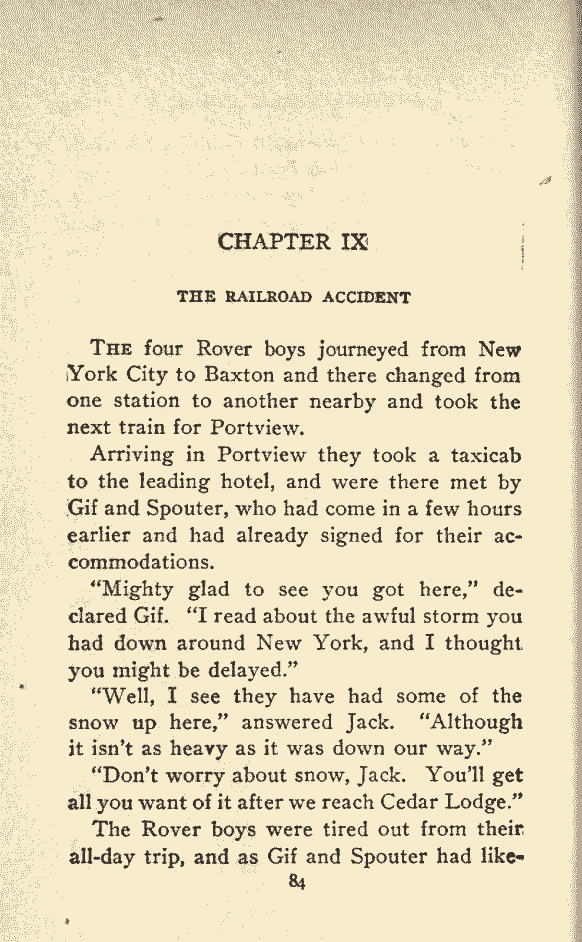 CHAPTER IX
THE RAILROAD ACCIDENT
THE four Rover boys journeyed from New
York City to Baxton and there changed from
one station to another nearby and took the
next train for Portview.
Arriving in Portview they took a taxicab
to the leading hotel, and were there met by
Gif and Spouter, who had come in a few hours
earlier and had already signed for their ac-
commodations.
“Mighty glad to see you got here,” de-
clared Gif. “I read about the awful storm you
had down around New York, and I thought
you might be delayed.”
“Well, I see they have had some of the
snow up here,” answered Jack. “Although
it isn’t as heavy as it was down our way.”
“Don’t worry about snow, Jack. You’ll get
all you want of it after we reach Cedar Lodge.”
The Rover boys were tired out from their
all-day trip, and as Gif and Spouter had like-
84